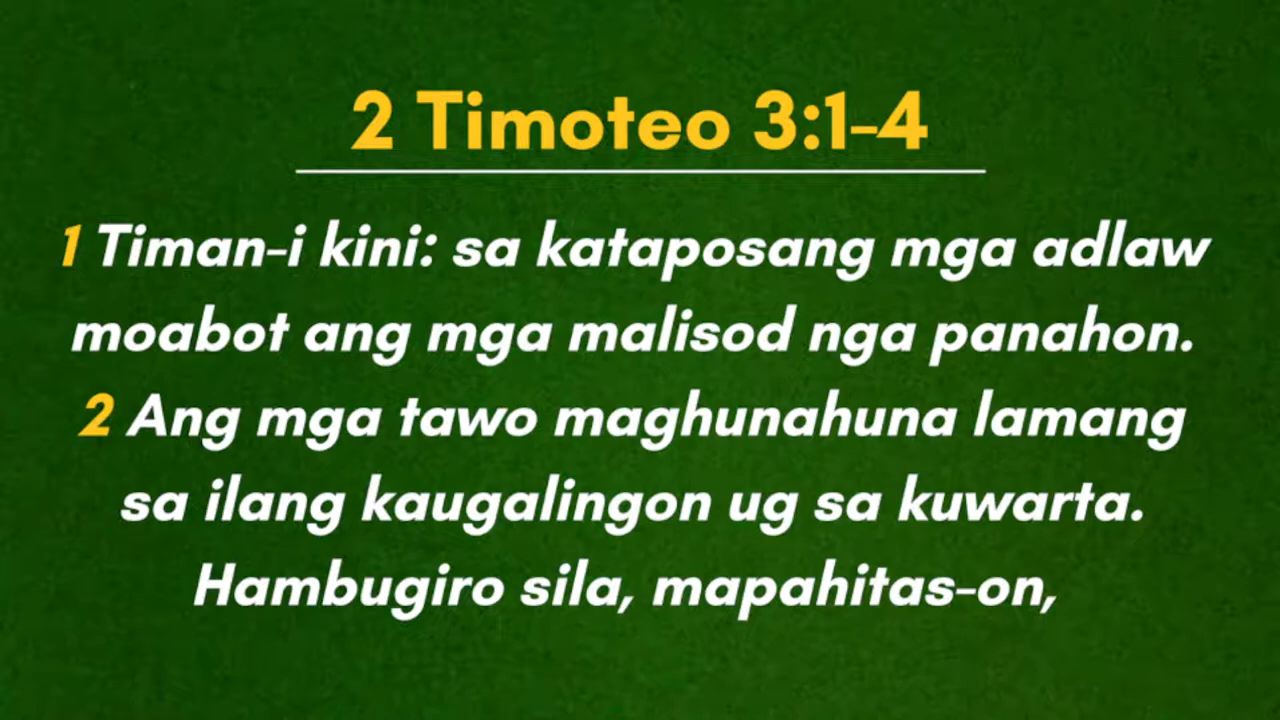 2 Timoteo 3:1-4
1 Timan-i kini: sa kataposang mga adlaw
moabot ang mga malisod nga panahon.
2 Ang mga tawo maghunahuna lamang
sa ilang kaugalingon ug sa kuwarta.
Hambugiro sila, mapahitas-on,